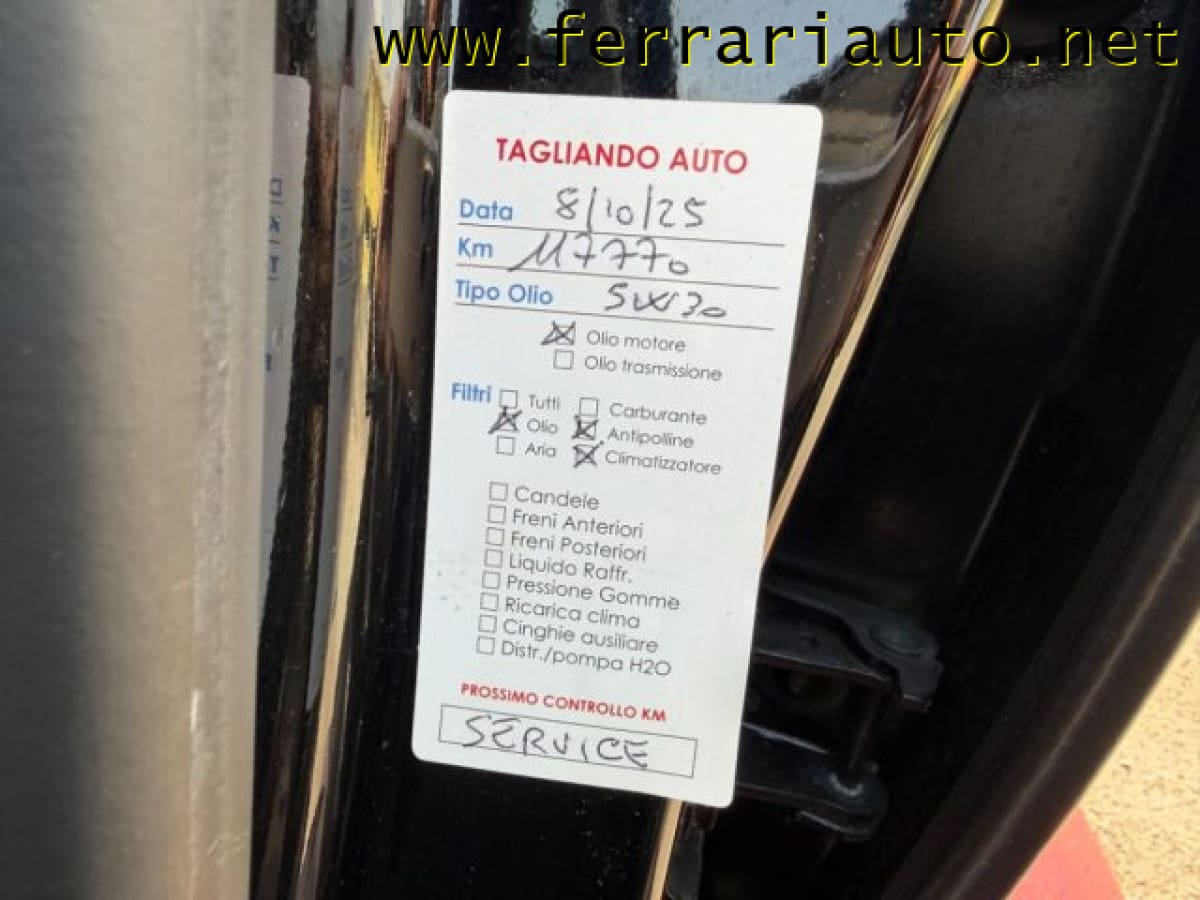 www.ferrariauto.net
TAGLIANDO AUTO
Data 8/10/25
Km 117770
Tipo Olio 5W30
Olio motore
Olio trasmissione
Filtri Tutti Carburante
Olio Antipolline
Aria Climatizzatore
Candele
Freni Anteriori
Freni Posteriori
Liquido Raffr.
Pressione Gomme
Ricarica clima
Cinghie ausiliare
Distr./pompa H2O
PROSSIMO CONTROLLO KM
SERVICE